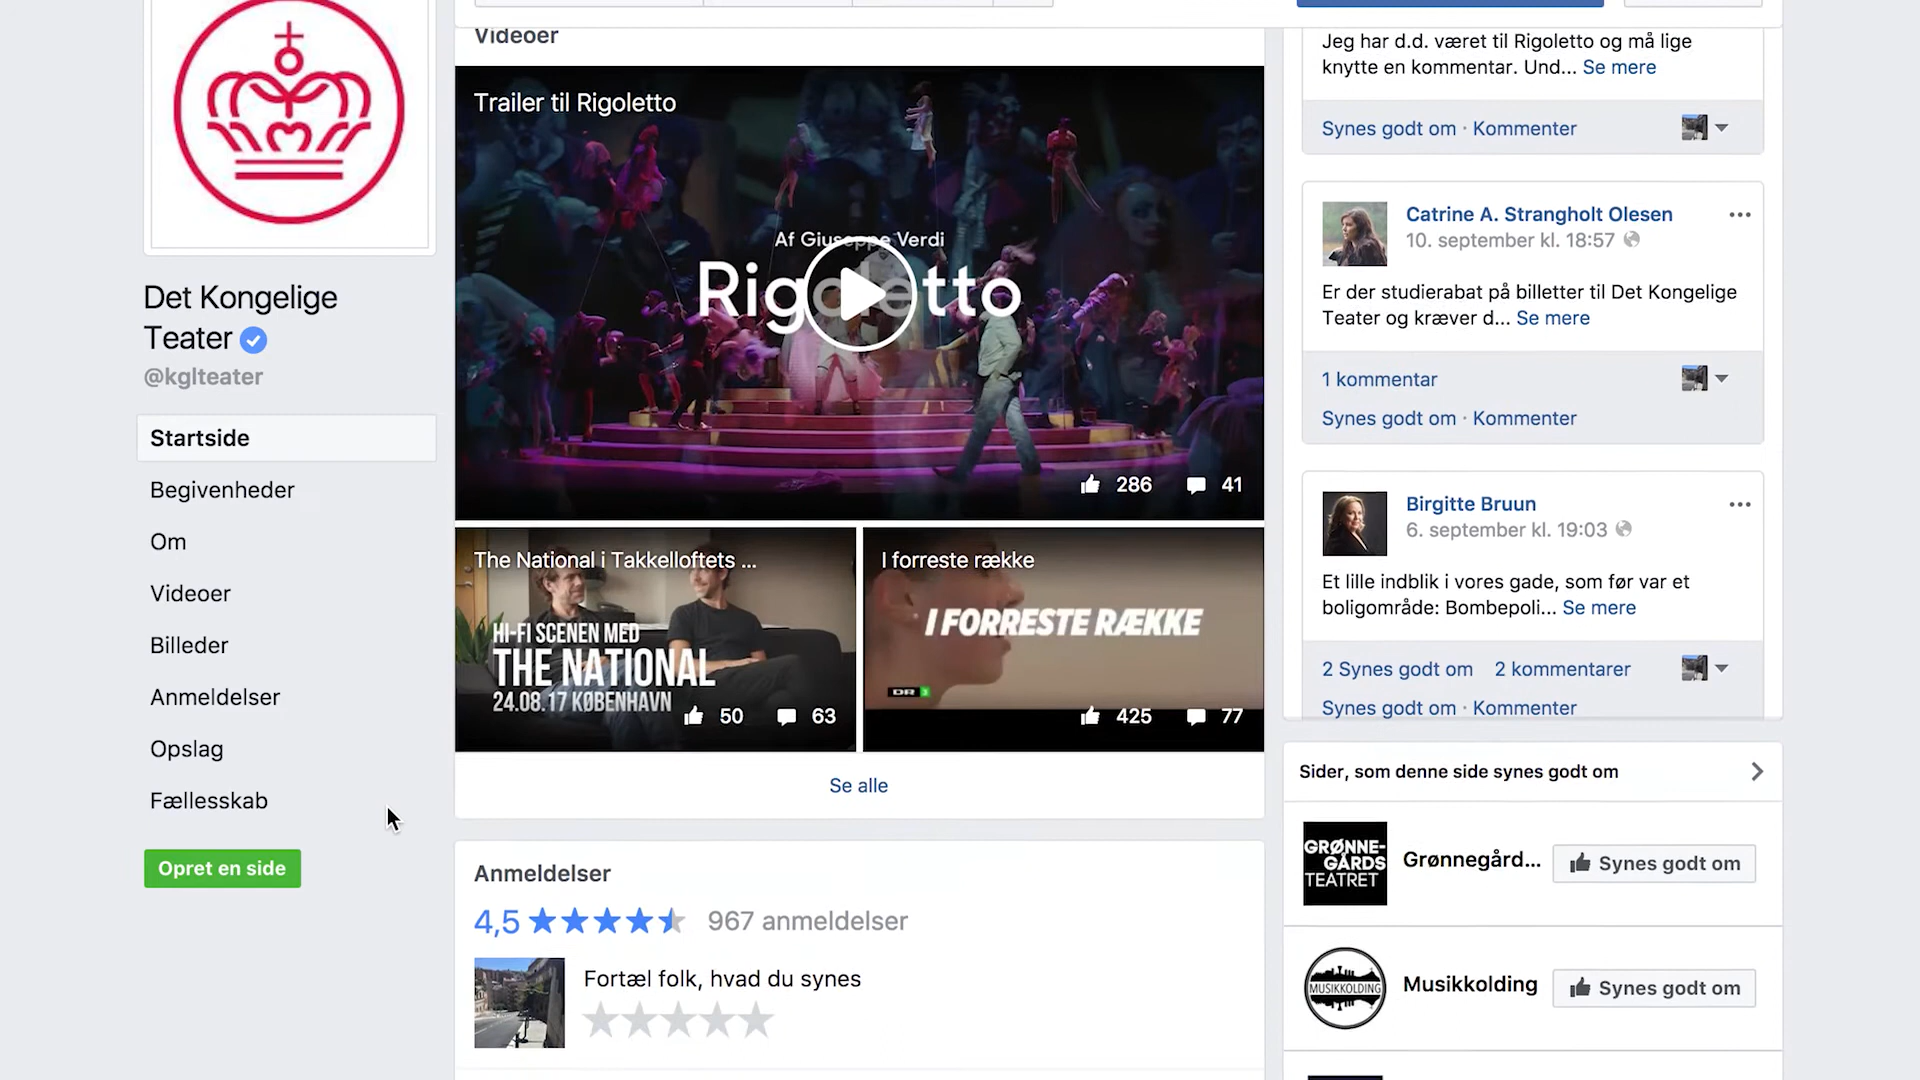 Det Kongelige
Teater
@kglteater
Startside
Begivenheder
Om
Videoer
Billeder
Anmeldelser
Opslag
Fællesskab
Opret en side
Videoer
Trailer til Rigoletto
Af Giuseppe Verdi
Rigoletto
286 41
The National i Takkelloftets ...
HI-FI SCENEN MED
THE NATIONAL
24.08.17 KØBENHAVN
50 63
I forreste række
I FORRESTE RÆKKE
DR 3
425 77
Se alle
Anmeldelser
4,5 967 anmeldelser
Fortæl folk, hvad du synes
Jeg har d.d. været til Rigoletto og må lige
knytte en kommentar. Und... Se mere
Synes godt om · Kommenter
Catrine A. Strangholt Olesen
10. september kl. 18:57
Er der studierabat på billetter til Det Kongelige
Teater og kræver d... Se mere
1 kommentar
Synes godt om · Kommenter
Birgitte Bruun
6. september kl. 19:03
Et lille indblik i vores gade, som før var et
boligområde: Bombepoli... Se mere
2 Synes godt om 2 kommentarer
Synes godt om · Kommenter
Sider, som denne side synes godt om
GRØNNE-
GÅRDS
TEATRET
Grønnegård... Synes godt om
MUSIKKOLDING
Musikkolding Synes godt om